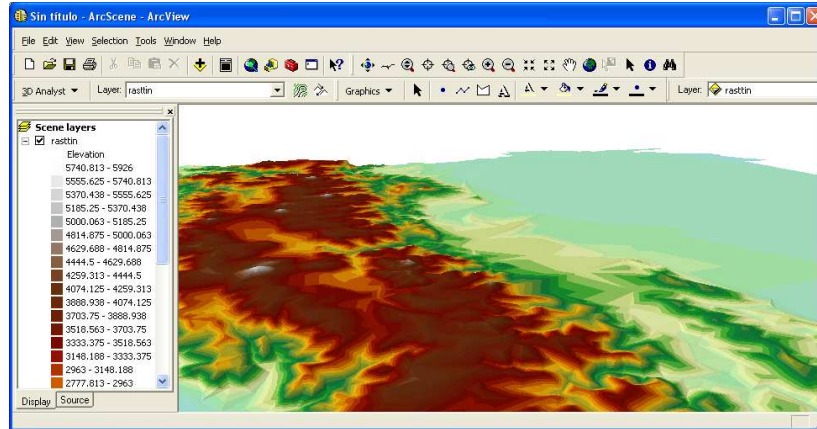 Sin título - ArcScene - ArcView
File Edit View Selection Tools Window Help
3D Analyst Layer: rasttin Graphics A Layer: rasttin
Scene layers
rasttin
Elevation
5740.813 - 5926
5555.625 - 5740.813
5370.438 - 5555.625
5185.25 - 5370.438
5000.063 - 5185.25
4814.875 - 5000.063
4629.688 - 4814.875
4444.5 - 4629.688
4259.313 - 4444.5
4074.125 - 4259.313
3888.938 - 4074.125
3703.75 - 3888.938
3518.563 - 3703.75
3333.375 - 3518.563
3148.188 - 3333.375
2963 - 3148.188
2777.813 - 2963
Display Source